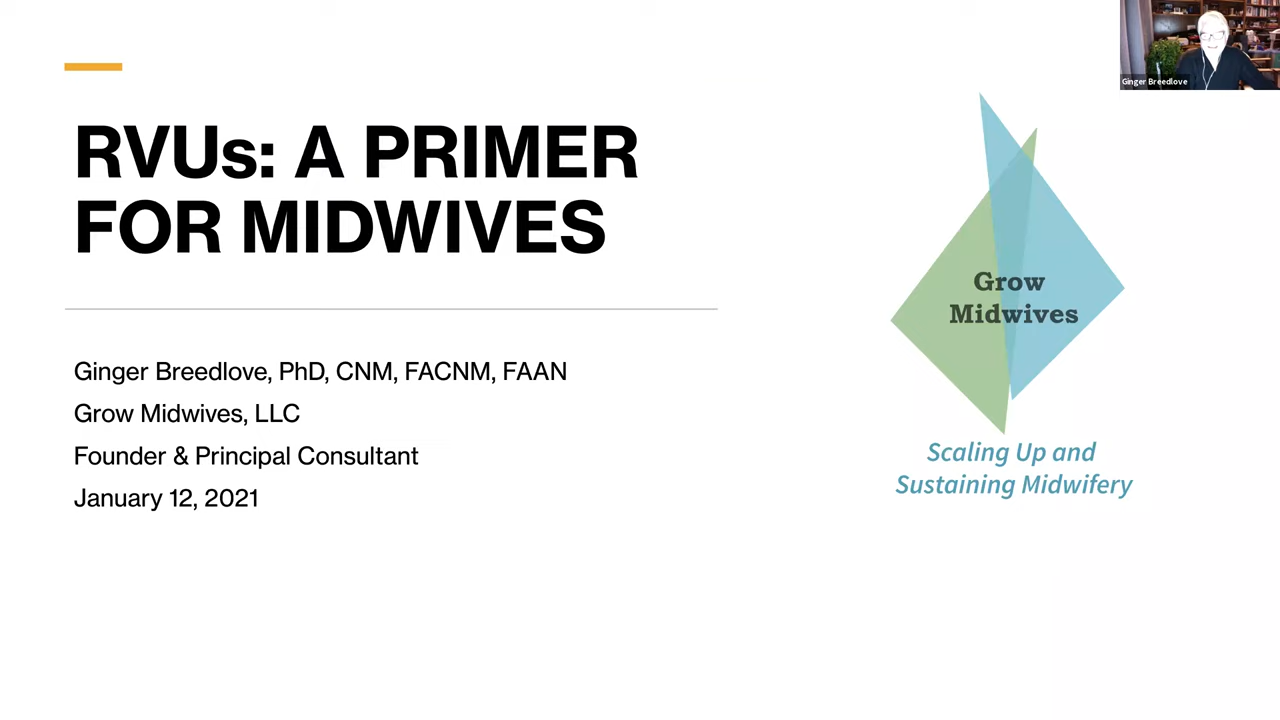 RVUs: A PRIMER
FOR MIDWIVES
Ginger Breedlove, PhD, CNM, FACNM, FAAN
Grow Midwives, LLC
Founder & Principal Consultant
January 12, 2021
Grow
Midwives
Scaling Up and
Sustaining Midwifery
Ginger Breedlove